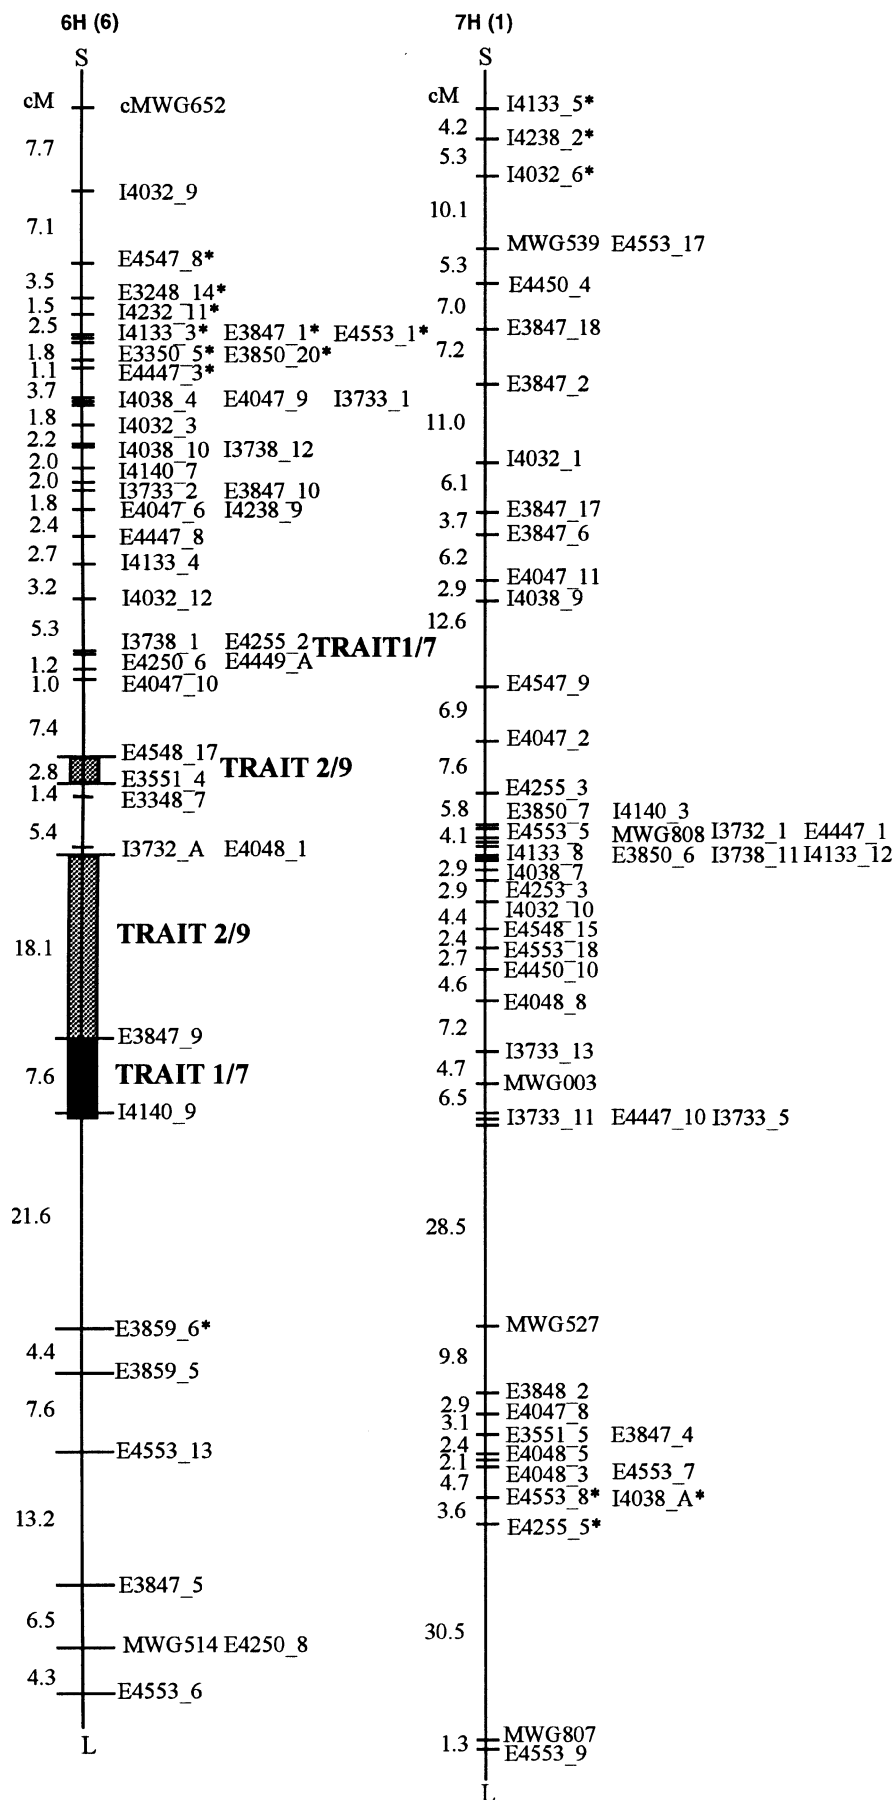 6H (6)
S
cM
cMWG652
7.7
I4032_9
7.1
E4547_8*
3.5
E3248_14*
1.5
I4232_11*
2.5
I4133_3* E3847_1* E4553_1*
1.8
E3350_5* E3850_20*
1.1
E4447_3*
3.7
I4038_4 E4047_9 I3733_1
1.8
I4032_3
2.2
I4038_10 I3738_12
2.0
I4140_7
2.0
I3733_2 E3847_10
1.8
E4047_6 I4238_9
2.4
E4447_8
2.7
I4133_4
3.2
I4032_12
5.3
I3738_1 E4255_2 TRAIT1/7
1.2
E4250_6 E4449_A
1.0
E4047_10
7.4
E4548_17
2.8
TRAIT 2/9
E3551_4
1.4
E3348_7
5.4
I3732_A E4048_1
18.1
TRAIT 2/9
E3847_9
7.6
TRAIT 1/7
I4140_9
21.6
E3859_6*
4.4
E3859_5
7.6
E4553_13
13.2
E3847_5
6.5
MWG514 E4250_8
4.3
E4553_6
L
7H (1)
S
cM
I4133_5*
4.2
I4238_2*
5.3
I4032_6*
10.1
MWG539 E4553_17
5.3
E4450_4
7.0
E3847_18
7.2
E3847_2
11.0
I4032_1
6.1
E3847_17
3.7
E3847_6
6.2
E4047_11
2.9
I4038_9
12.6
E4547_9
6.9
E4047_2
7.6
E4255_3
5.8
E3850_7 I4140_3
4.1
E4553_5 MWG808 I3732_1 E4447_1
I4133_8 E3850_6 I3738_11 I4133_12
2.9
I4038_7
2.9
E4253_3
4.4
I4032_10
2.4
E4548_15
2.7
E4553_18
4.6
E4450_10
E4048_8
7.2
I3733_13
4.7
MWG003
6.5
I3733_11 E4447_10 I3733_5
28.5
MWG527
9.8
E3848_2
2.9
E4047_8
3.1
E3551_5 E3847_4
2.4
E4048_5
2.1
E4048_3 E4553_7
4.7
E4553_8* I4038_A*
3.6
E4255_5*
30.5
MWG807
1.3
E4553_9
L